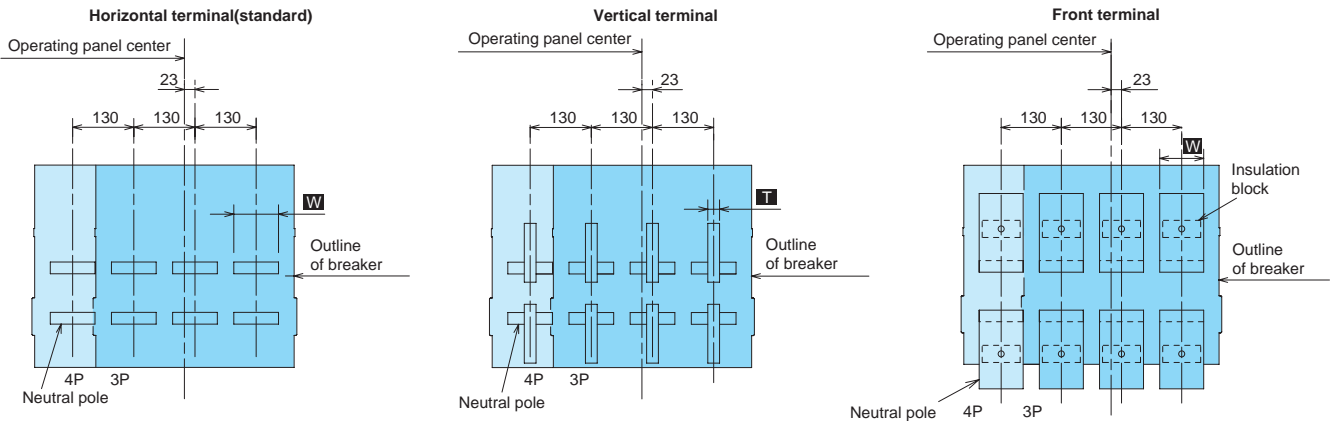 Horizontal terminal(standard)
Operating panel center
23
130 130 130
W
Outline
of breaker
4P 3P
Neutral pole
Vertical terminal
Operating panel center
23
130 130 130
T
Outline
of breaker
4P 3P
Neutral pole
Front terminal
Operating panel center
23
130 130 130
W
Insulation
block
Outline
of breaker
Neutral pole 4P 3P